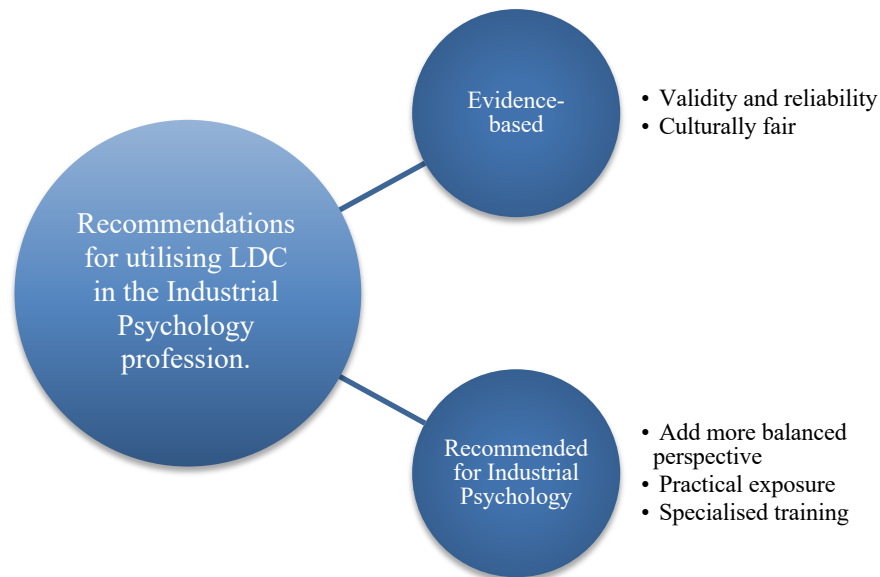 Recommendations
for utilising LDC
in the Industrial
Psychology
profession.
Evidence-
based
• Validity and reliability
• Culturally fair
Recommended
for Industrial
Psychology
• Add more balanced
perspective
• Practical exposure
• Specialised training